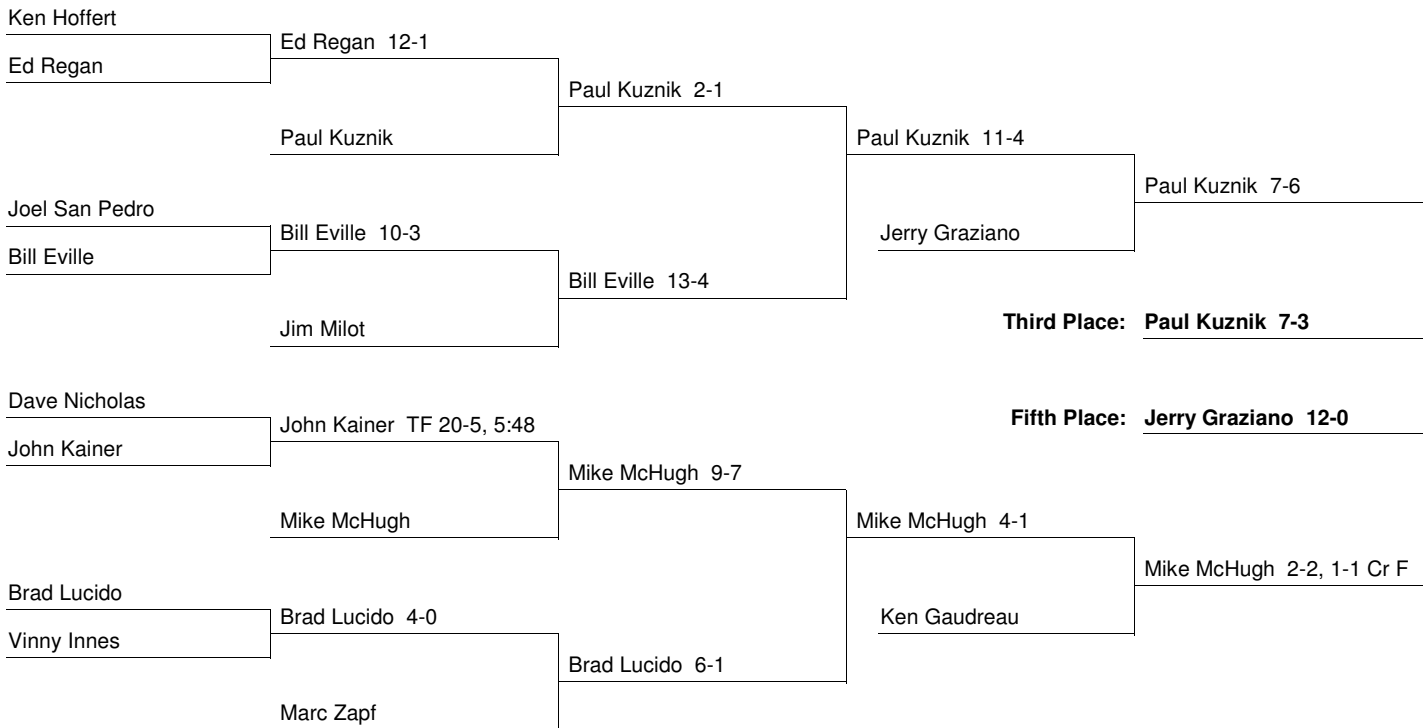 Ken Hoffert
Ed Regan 12-1
Ed Regan
Paul Kuznik 2-1
Paul Kuznik
Paul Kuznik 11-4
Paul Kuznik 7-6
Joel San Pedro
Bill Eville 10-3
Jerry Graziano
Bill Eville
Bill Eville 13-4
Jim Milot
Third Place: Paul Kuznik 7-3
Dave Nicholas
John Kainer TF 20-5, 5:48
Fifth Place: Jerry Graziano 12-0
John Kainer
Mike McHugh 9-7
Mike McHugh
Mike McHugh 4-1
Mike McHugh 2-2, 1-1 Cr F
Brad Lucido
Brad Lucido 4-0
Ken Gaudreau
Vinny Innes
Brad Lucido 6-1
Marc Zapf